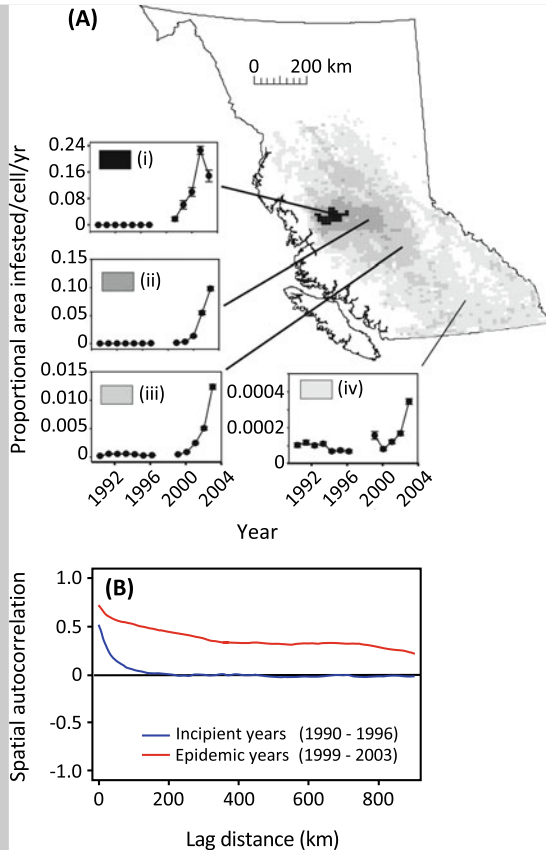 (A)
0 200 km
Proportional area infested/cell/yr
0.24
0.16
0.08
0
(i)
0.15
0.10
0.05
0
(ii)
0.015
0.010
0.005
0
(iii)
0.0004
0.0002
0
(iv)
1992 1996 2000 2004
1992 1996 2000 2004
Year
(B)
Spatial autocorrelation
1.0
0.5
0
-0.5
-1.0
Incipient years (1990 - 1996)
Epidemic years (1999 - 2003)
0 200 400 600 800
Lag distance (km)